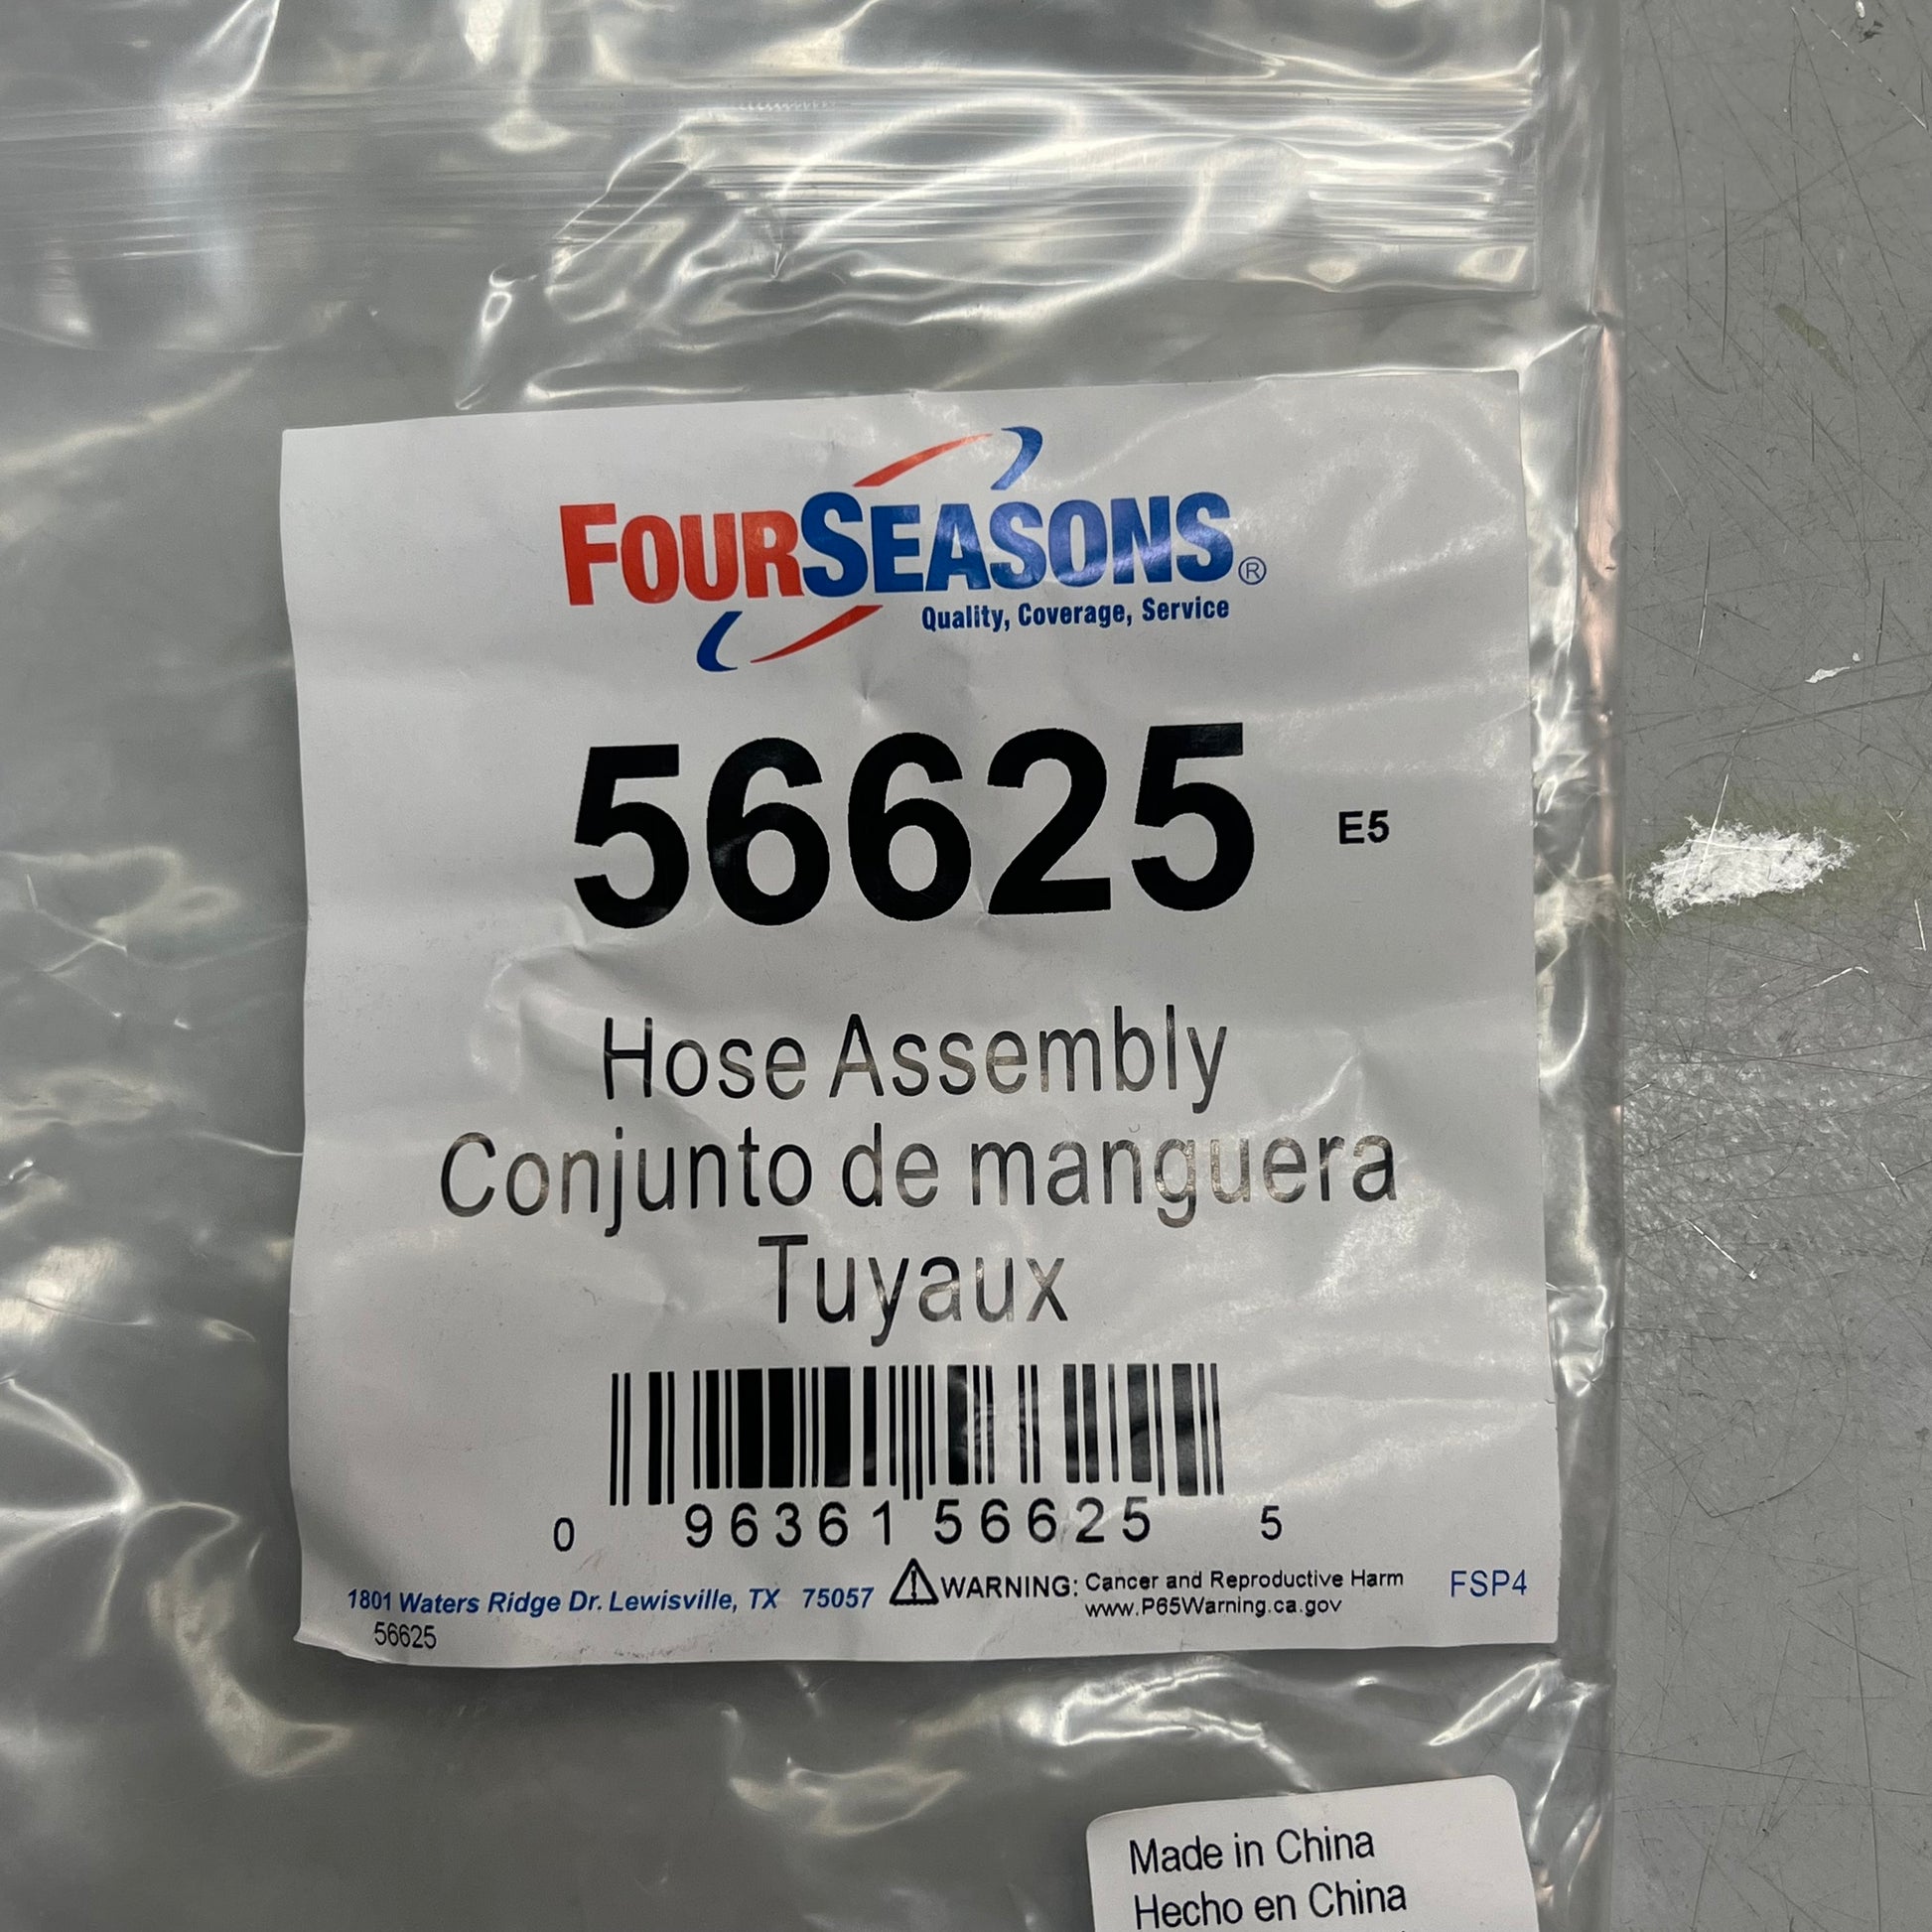 FOURSEASONS®
Quality, Coverage, Service
56625 E5
Hose Assembly
Conjunto de manguera
Tuyaux
0 96361 56625 5
1801 Waters Ridge Dr. Lewisville, TX 75057
WARNING: Cancer and Reproductive Harm
www.P65Warning.ca.gov
FSP4
56625
Made in China
Hecho en China